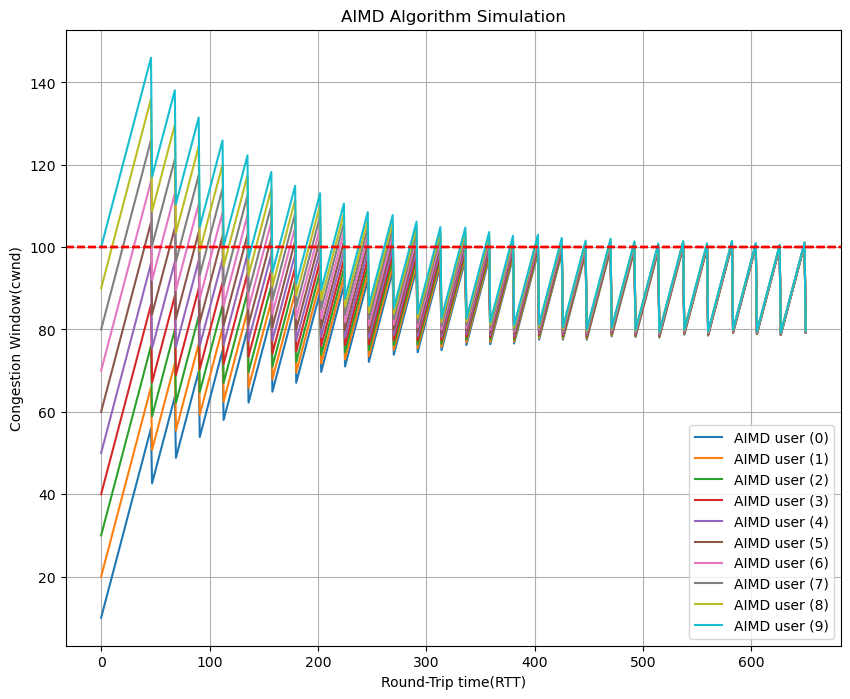 AIMD Algorithm Simulation
Congestion Window(cwnd)
140
120
100
80
60
40
20
0
100
200
300
400
500
600
Round-Trip time(RTT)
AIMD user (0)
AIMD user (1)
AIMD user (2)
AIMD user (3)
AIMD user (4)
AIMD user (5)
AIMD user (6)
AIMD user (7)
AIMD user (8)
AIMD user (9)